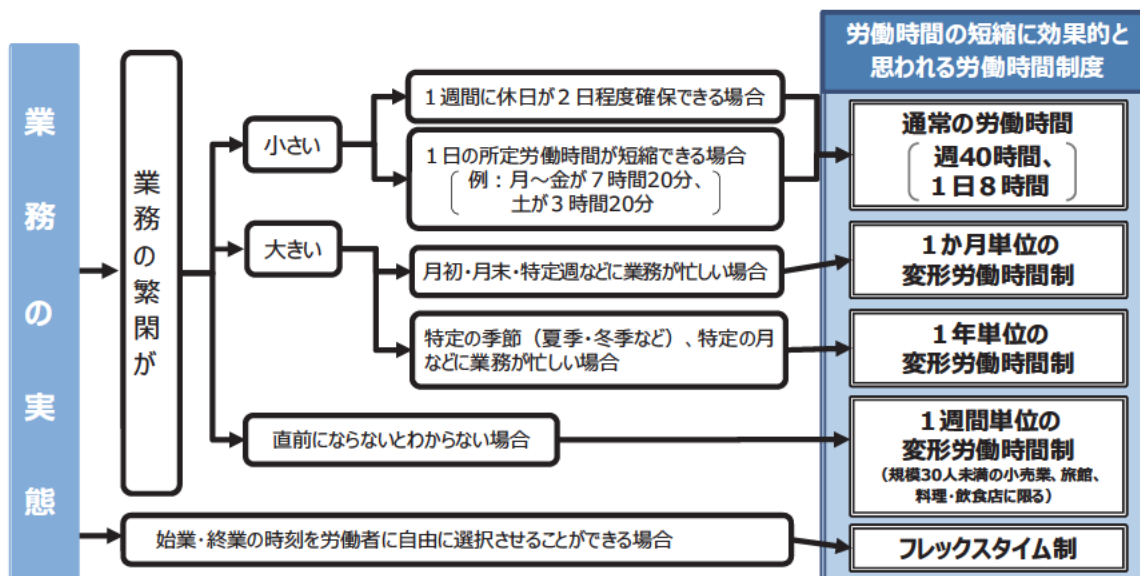 業務の実態
業務の繁閑が
小さい
1週間に休日が2日程度確保できる場合
1日の所定労働時間が短縮できる場合
例：月～金が7時間20分、
土が3時間20分
大きい
月初・月末・特定週などに業務が忙しい場合
特定の季節（夏季・冬季など）、特定の月
などに業務が忙しい場合
直前にならないとわからない場合
始業・終業の時刻を労働者に自由に選択させることができる場合
労働時間の短縮に効果的と
思われる労働時間制度
通常の労働時間
週40時間、
1日8時間
1か月単位の
変形労働時間制
1年単位の
変形労働時間制
1週間単位の
変形労働時間制
（規模30人未満の小売業、旅館、
料理・飲食店に限る）
フレックスタイム制